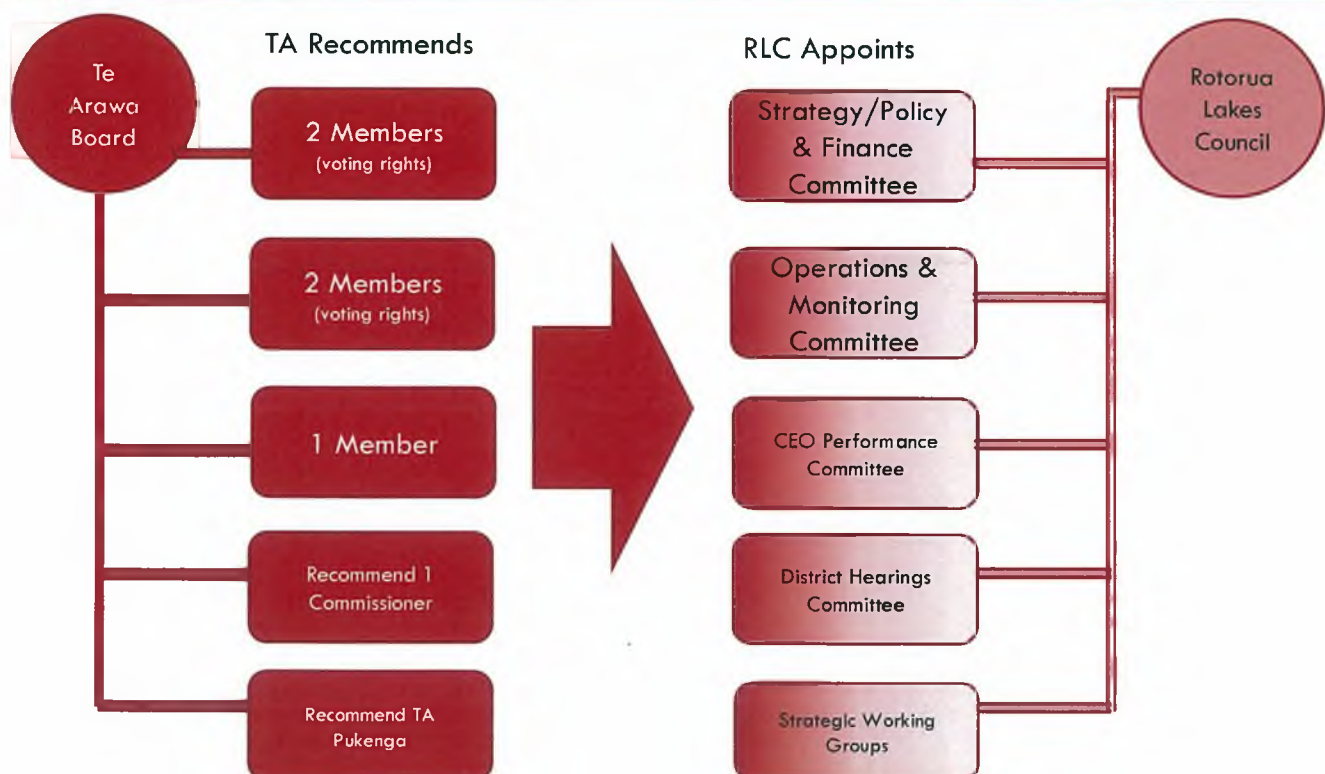 TA Recommends
RLC Appoints
Te
Arawa
Board
2 Members
(voting rights)
2 Members
(voting rights)
1 Member
Recommend 1
Commissioner
Recommend TA
Pukenga
Strategy/Policy
& Finance
Committee
Operations &
Monitoring
Committee
CEO Performance
Committee
District Hearings
Committee
Strategic Working
Groups
Rotorua
Lakes
Council